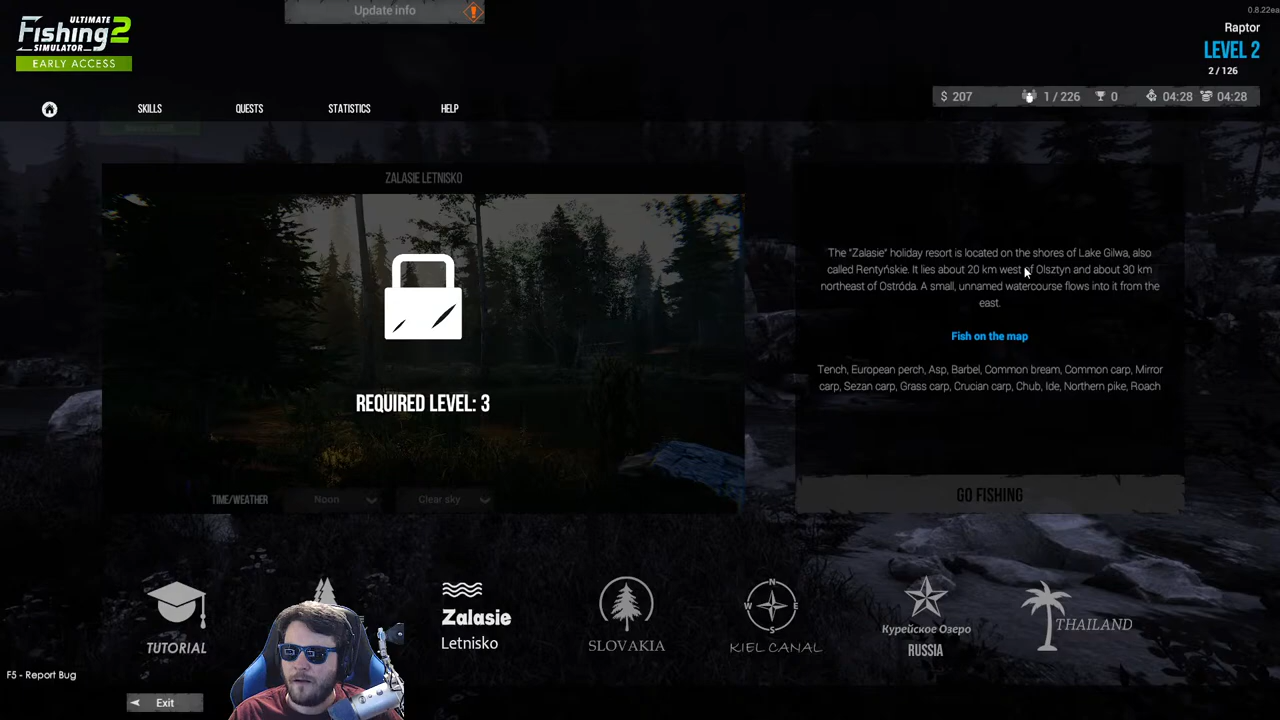 Update info
0.8.22ea
ULTIMATE
Fishing 2
SIMULATOR
EARLY ACCESS
Raptor
LEVEL 2
2 / 126
SKILLS
QUESTS
STATISTICS
HELP
$ 207
1 / 226
0
04:28
04:28
ZALASIE LETNISKO
REQUIRED LEVEL: 3
TIME/WEATHER
Noon
Clear sky
The "Zalasie" holiday resort is located on the shores of Lake Gilwa, also
called Rentyńskie. It lies about 20 km west of Olsztyn and about 30 km
northeast of Ostróda. A small, unnamed watercourse flows into it from the
east.
Fish on the map
Tench, European perch, Asp, Barbel, Common bream, Common carp, Mirror
carp, Sezan carp, Grass carp, Crucian carp, Chub, Ide, Northern pike, Roach
GO FISHING
TUTORIAL
Zalasie
Letnisko
SLOVAKIA
N
W E
S
KIEL CANAL
Курейское Озеро
RUSSIA
THAILAND
F5 - Report Bug
Exit